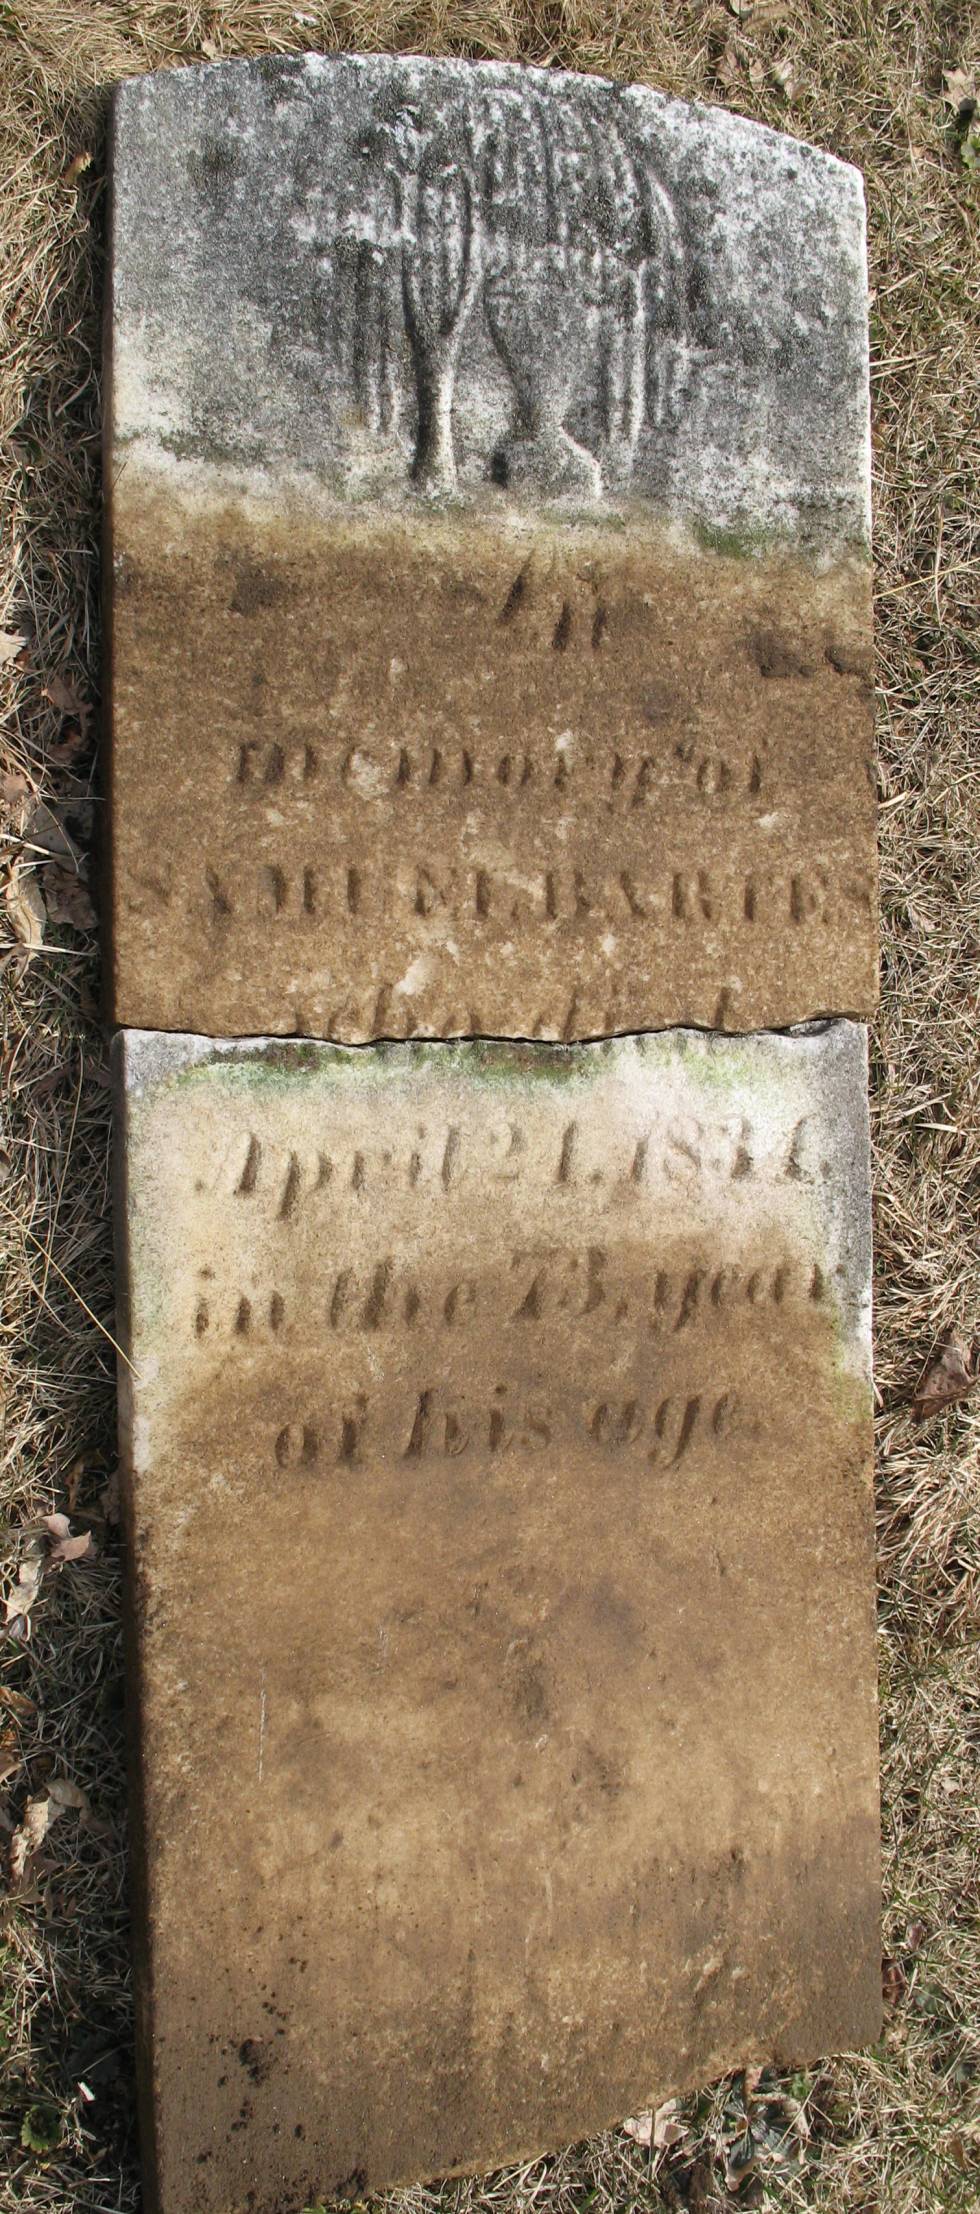 In
memory of
SAMUEL BARTES
who died
April 21, 1834.
in the 73, year
of his age.